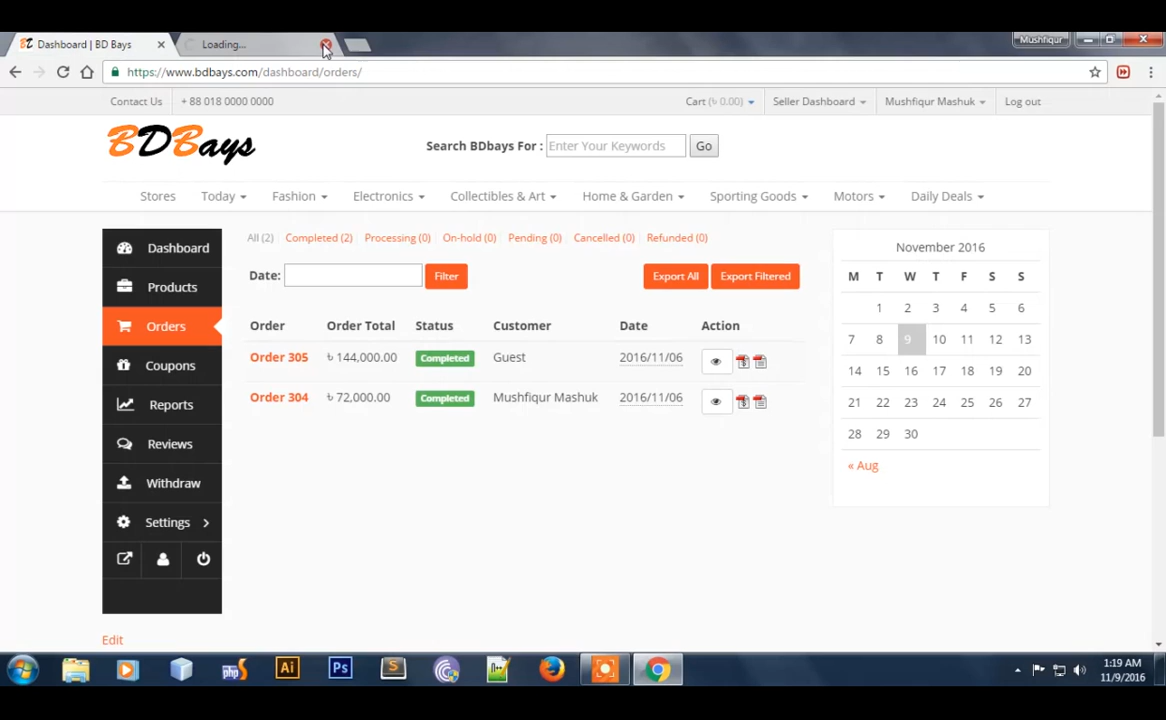 Dashboard | BD Bays
Loading...
Mushfiqur
https://www.bdbays.com/dashboard/orders/
Contact Us
+ 88 018 0000 0000
Cart (৳ 0.00)
Seller Dashboard
Mushfiqur Mashuk
Log out
BDBays
Search BDbays For :
Enter Your Keywords
Go
Stores
Today
Fashion
Electronics
Collectibles & Art
Home & Garden
Sporting Goods
Motors
Daily Deals
Dashboard
Products
Orders
Coupons
Reports
Reviews
Withdraw
Settings
All (2)
Completed (2)
Processing (0)
On-hold (0)
Pending (0)
Cancelled (0)
Refunded (0)
Date:
Filter
Export All
Export Filtered
Order Order Total Status Customer Date Action
Order 305 ৳ 144,000.00 Completed Guest 2016/11/06
Order 304 ৳ 72,000.00 Completed Mushfiqur Mashuk 2016/11/06
November 2016
M T W T F S S
1 2 3 4 5 6
7 8 9 10 11 12 13
14 15 16 17 18 19 20
21 22 23 24 25 26 27
28 29 30
« Aug
Edit
php
Ai
Ps
S
1:19 AM
11/9/2016